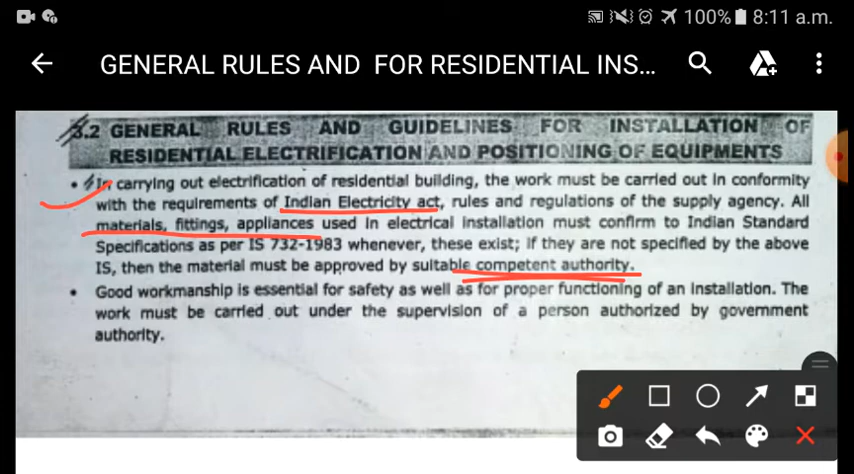 100% 8:11 a.m.
GENERAL RULES AND FOR RESIDENTIAL INS...
3.2 GENERAL RULES AND GUIDELINES FOR INSTALLATION OF
RESIDENTIAL ELECTRIFICATION AND POSITIONING OF EQUIPMENTS
• In carrying out electrification of residential building, the work must be carried out in conformity
with the requirements of Indian Electricity act, rules and regulations of the supply agency. All
materials, fittings, appliances used in electrical installation must confirm to Indian Standard
Specifications as per IS 732-1983 whenever, these exist; if they are not specified by the above
IS, then the material must be approved by suitable competent authority.
• Good workmanship is essential for safety as well as for proper functioning of an installation. The
work must be carried out under the supervision of a person authorized by government
authority.